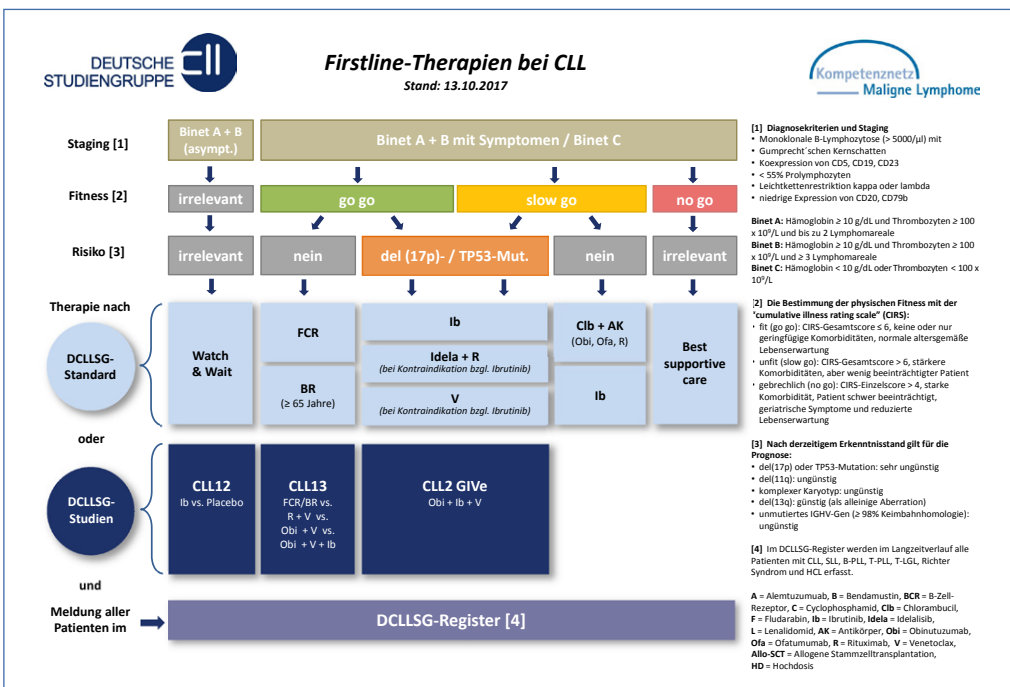 DEUTSCHE
STUDIENGRUPPE
CII
Firstline-Therapien bei CLL
Stand: 13.10.2017
Kompetenznetz
Maligne Lymphome
Staging [1]
Binet A + B
(asympt.)
Binet A + B mit Symptomen / Binet C
Fitness [2]
irrelevant
go go
slow go
no go
Risiko [3]
irrelevant
nein
del (17p)- / TP53-Mut.
nein
irrelevant
Therapie nach
DCLLSG-
Standard
Watch
& Wait
FCR
BR
(≥ 65 Jahre)
Ib
Idela + R
(bei Kontraindikation bzgl. Ibrutinib)
V
(bei Kontraindikation bzgl. Ibrutinib)
Clb + AK
(Obi, Ofa, R)
Ib
Best
supportive
care
oder
DCLLSG-
Studien
CLL12
Ib vs. Placebo
CLL13
FCR/BR vs.
R + V vs.
Obi + V vs.
Obi + V + Ib
CLL2 GIVe
Obi + Ib + V
und
Meldung aller
Patienten im
DCLLSG-Register [4]
[1] Diagnosekriterien und Staging
• Monoklonale B-Lymphozytose (> 5000/µl) mit
• Gumprecht´schen Kernschatten
• Koexpression von CD5, CD19, CD23
• < 55% Prolymphozyten
• Leichtkettenrestriktion kappa oder lambda
• niedrige Expression von CD20, CD79b
Binet A: Hämoglobin ≥ 10 g/dL und Thrombozyten ≥ 100
x 10⁹/L und bis zu 2 Lymphomareale
Binet B: Hämoglobin ≥ 10 g/dL und Thrombozyten ≥ 100
x 10⁹/L und ≥ 3 Lymphomareale
Binet C: Hämoglobin < 10 g/dL oder Thrombozyten < 100 x
10⁹/L
[2] Die Bestimmung der physischen Fitness mit der
"cumulative illness rating scale" (CIRS):
• fit (go go): CIRS-Gesamtscore ≤ 6, keine oder nur
geringfügige Komorbiditäten, normale altersgemäße
Lebenserwartung
• unfit (slow go): CIRS-Gesamtscore > 6, stärkere
Komorbiditäten, aber wenig beeinträchtigter Patient
• gebrechlich (no go): CIRS-Einzelscore > 4, starke
Komorbidität, Patient schwer beeinträchtigt,
geriatrische Symptome und reduzierte
Lebenserwartung
[3] Nach derzeitigem Erkenntnisstand gilt für die
Prognose:
• del(17p) oder TP53-Mutation: sehr ungünstig
• del(11q): ungünstig
• komplexer Karyotyp: ungünstig
• del(13q): günstig (als alleinige Aberration)
• unmutiertes IGHV-Gen (≥ 98% Keimbahnhomologie):
ungünstig
[4] Im DCLLSG-Register werden im Langzeitverlauf alle
Patienten mit CLL, SLL, B-PLL, T-PLL, T-LGL, Richter
Syndrom und HCL erfasst.
A = Alemtuzumuab, B = Bendamustin, BCR = B-Zell-
Rezeptor, C = Cyclophosphamid, Clb = Chlorambucil,
F = Fludarabin, Ib = Ibrutinib, Idela = Idelalisib,
L = Lenalidomid, AK = Antikörper, Obi = Obinutuzumab,
Ofa = Ofatumumab, R = Rituximab, V = Venetoclax,
Allo-SCT = Allogene Stammzelltransplantation,
HD = Hochdosis